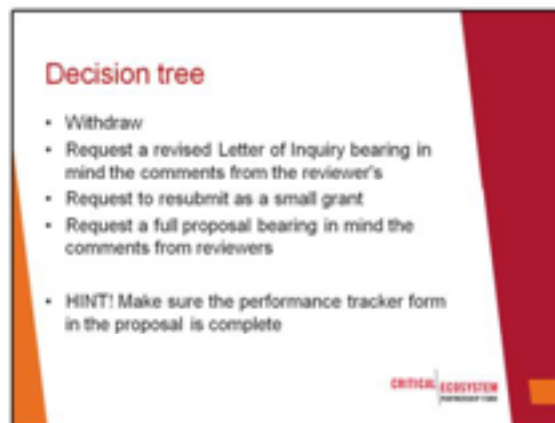 Decision tree
• Withdraw
• Request a revised Letter of Inquiry bearing in
mind the comments from the reviewer's
• Request to resubmit as a small grant
• Request a full proposal bearing in mind the
comments from reviewers
• HINT! Make sure the performance tracker form
in the proposal is complete
CRITICAL ECOSYSTEM
PARTNERSHIP FUND